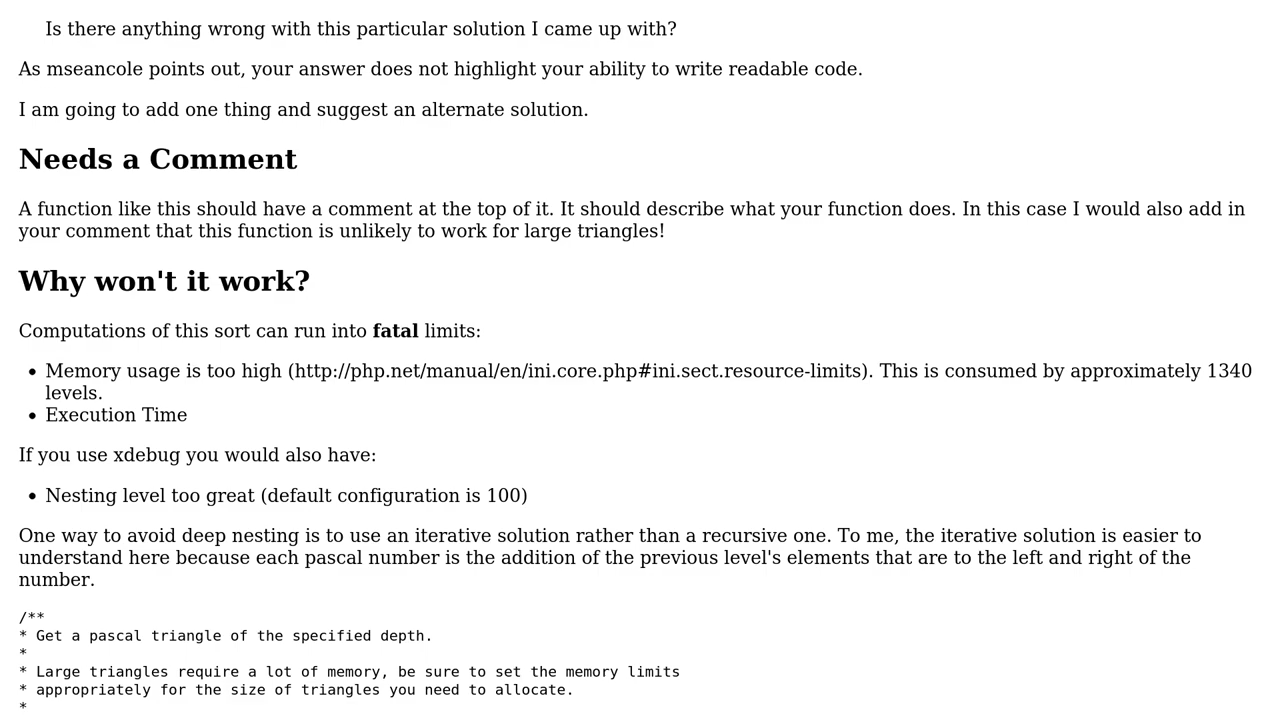 Is there anything wrong with this particular solution I came up with?
As mseancole points out, your answer does not highlight your ability to write readable code.
I am going to add one thing and suggest an alternate solution.
Needs a Comment
A function like this should have a comment at the top of it. It should describe what your function does. In this case I would also add in
your comment that this function is unlikely to work for large triangles!
Why won't it work?
Computations of this sort can run into fatal limits:
• Memory usage is too high (http://php.net/manual/en/ini.core.php#ini.sect.resource-limits). This is consumed by approximately 1340
levels.
• Execution Time
If you use xdebug you would also have:
• Nesting level too great (default configuration is 100)
One way to avoid deep nesting is to use an iterative solution rather than a recursive one. To me, the iterative solution is easier to
understand here because each pascal number is the addition of the previous level's elements that are to the left and right of the
number.
/**
* Get a pascal triangle of the specified depth.
*
* Large triangles require a lot of memory, be sure to set the memory limits
* appropriately for the size of triangles you need to allocate.
*